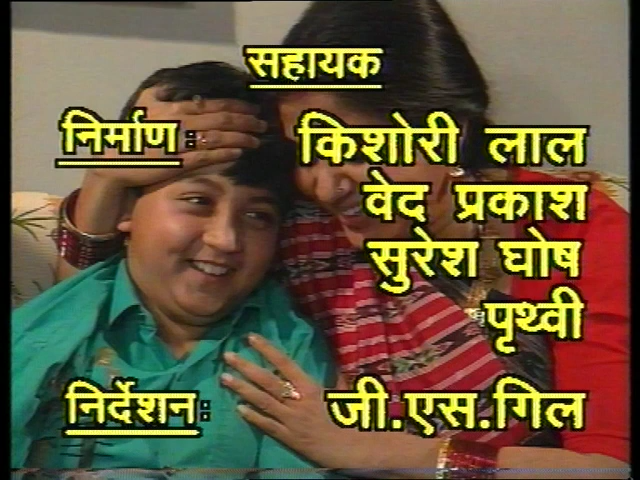 सहायक
निर्माण: किशोरी लाल
वेद प्रकाश
सुरेश घोष
पृथ्वी
निर्देशन: जी.एस.गिल